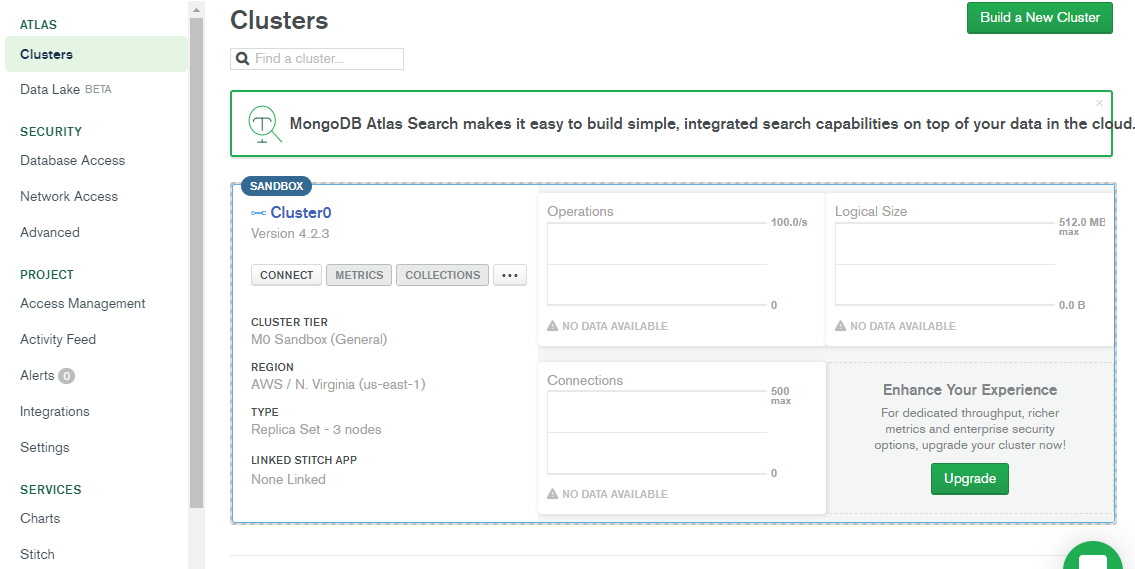 ATLAS
Clusters
Data Lake BETA
SECURITY
Database Access
Network Access
Advanced
PROJECT
Access Management
Activity Feed
Alerts 0
Integrations
Settings
SERVICES
Charts
Stitch
Clusters
Build a New Cluster
Find a cluster...
MongoDB Atlas Search makes it easy to build simple, integrated search capabilities on top of your data in the cloud.
SANDBOX
Cluster0
Version 4.2.3
CONNECT METRICS COLLECTIONS ...
CLUSTER TIER
M0 Sandbox (General)
REGION
AWS / N. Virginia (us-east-1)
TYPE
Replica Set - 3 nodes
LINKED STITCH APP
None Linked
Operations
100.0/s
0
NO DATA AVAILABLE
Logical Size
512.0 MB
max
0.0 B
NO DATA AVAILABLE
Connections
500
max
0
NO DATA AVAILABLE
Enhance Your Experience
For dedicated throughput, richer
metrics and enterprise security
options, upgrade your cluster now!
Upgrade